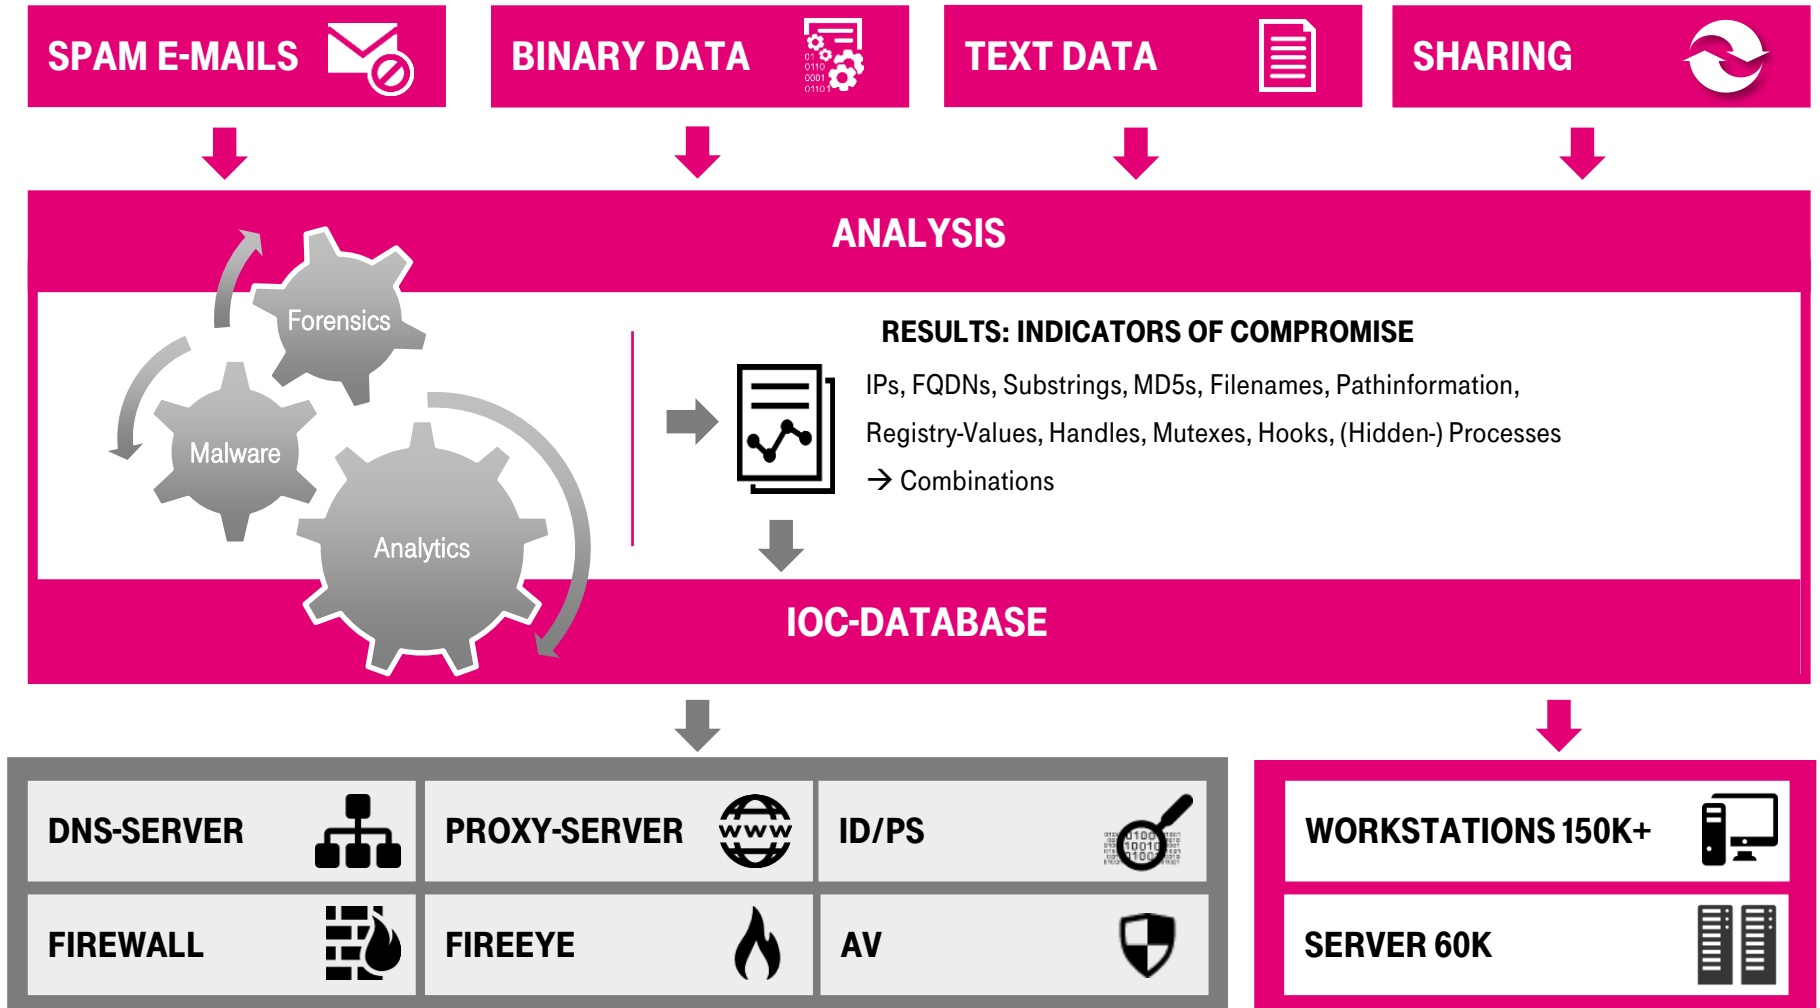 SPAM E-MAILS
BINARY DATA
TEXT DATA
SHARING
ANALYSIS
Forensics
Malware
Analytics
RESULTS: INDICATORS OF COMPROMISE
IPs, FQDNs, Substrings, MD5s, Filenames, Pathinformation,
Registry-Values, Handles, Mutexes, Hooks, (Hidden-) Processes
→ Combinations
IOC-DATABASE
DNS-SERVER
PROXY-SERVER
www
ID/PS
WORKSTATIONS 150K+
FIREWALL
FIREEYE
AV
SERVER 60K